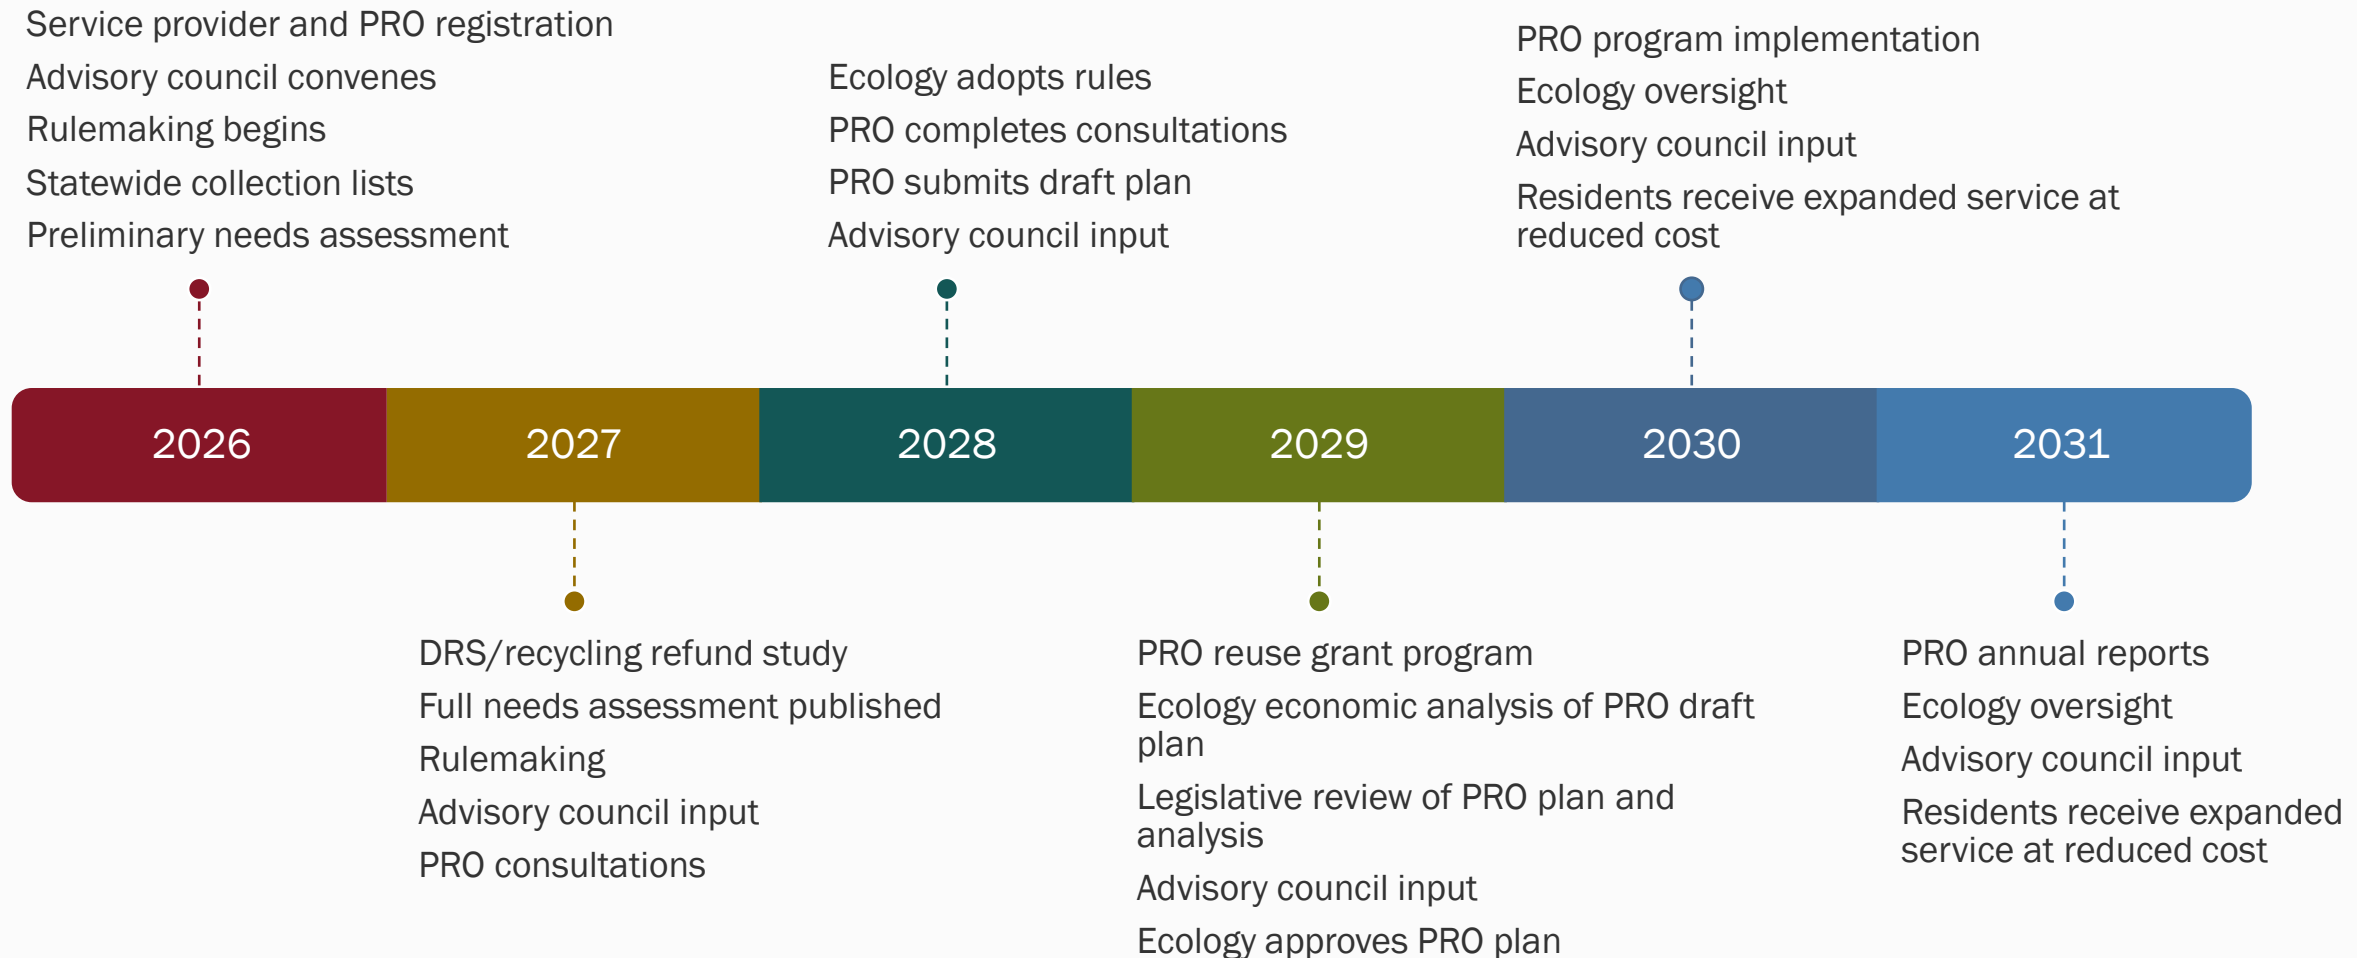 Service provider and PRO registration
Advisory council convenes
Rulemaking begins
Statewide collection lists
Preliminary needs assessment
Ecology adopts rules
PRO completes consultations
PRO submits draft plan
Advisory council input
PRO program implementation
Ecology oversight
Advisory council input
Residents receive expanded service at
reduced cost
2026
2027
2028
2029
2030
2031
DRS/recycling refund study
Full needs assessment published
Rulemaking
Advisory council input
PRO consultations
PRO reuse grant program
Ecology economic analysis of PRO draft
plan
Legislative review of PRO plan and
analysis
Advisory council input
Ecology approves PRO plan
PRO annual reports
Ecology oversight
Advisory council input
Residents receive expanded
service at reduced cost